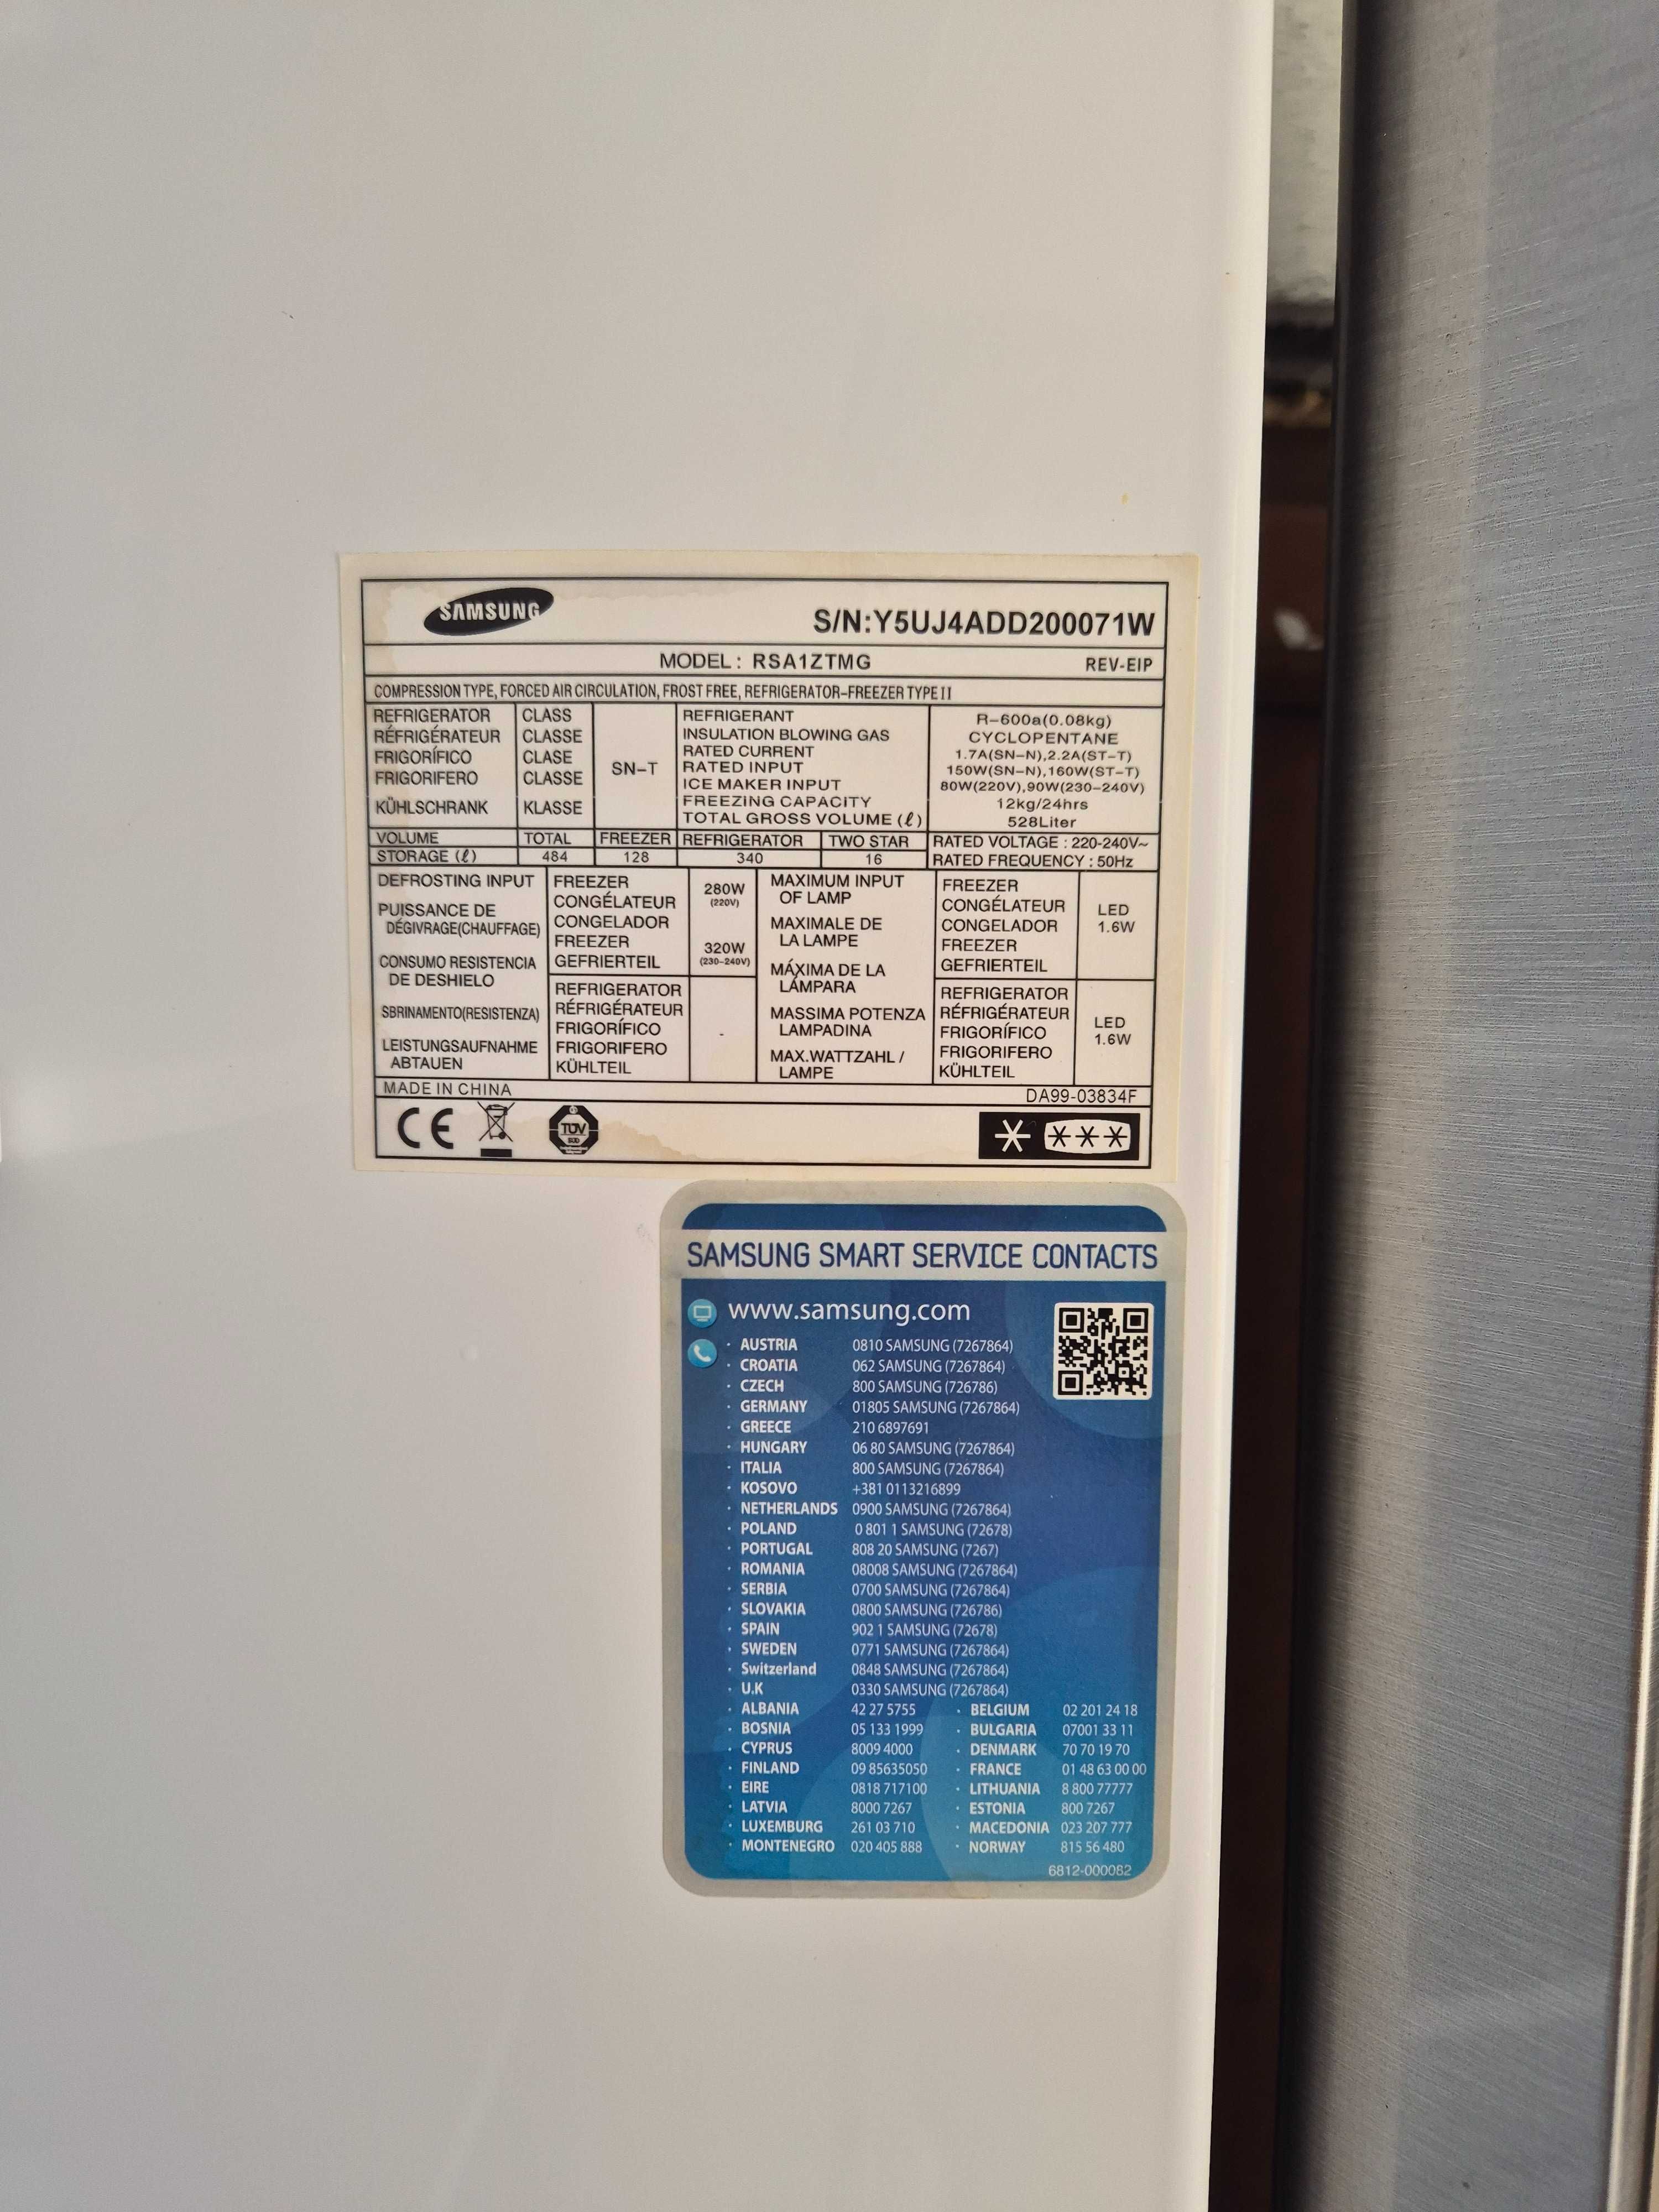 SAMSUNG
S/N:Y5UJ4ADD200071W
MODEL : RSA1ZTMG REV-EIP
COMPRESSION TYPE, FORCED AIR CIRCULATION, FROST FREE, REFRIGERATOR-FREEZER TYPE II
REFRIGERATOR CLASS
RÉFRIGÉRATEUR CLASSE
FRIGORÍFICO CLASE
FRIGORIFERO CLASSE
KÜHLSCHRANK KLASSE
SN-T
REFRIGERANT R-600a(0.08kg)
INSULATION BLOWING GAS CYCLOPENTANE
RATED CURRENT 1.7A(SN-N),2.2A(ST-T)
RATED INPUT 150W(SN-N),160W(ST-T)
ICE MAKER INPUT 80W(220V),90W(230-240V)
FREEZING CAPACITY 12kg/24hrs
TOTAL GROSS VOLUME (ℓ) 528Liter
VOLUME TOTAL FREEZER REFRIGERATOR TWO STAR RATED VOLTAGE : 220-240V~
STORAGE (ℓ) 484 128 340 16 RATED FREQUENCY : 50Hz
DEFROSTING INPUT
PUISSANCE DE
DÉGIVRAGE(CHAUFFAGE)
CONSUMO RESISTENCIA
DE DESHIELO
SBRINAMENTO(RESISTENZA)
LEISTUNGSAUFNAHME
ABTAUEN
FREEZER
CONGÉLATEUR
CONGELADOR
FREEZER
GEFRIERTEIL
280W
(220V)
320W
(230-240V)
REFRIGERATOR
RÉFRIGÉRATEUR
FRIGORÍFICO
FRIGORIFERO
KÜHLTEIL
-
MAXIMUM INPUT
OF LAMP
MAXIMALE DE
LA LAMPE
MÁXIMA DE LA
LÁMPARA
MASSIMA POTENZA
LAMPADINA
MAX.WATTZAHL /
LAMPE
FREEZER
CONGÉLATEUR
CONGELADOR
FREEZER
GEFRIERTEIL
LED
1.6W
REFRIGERATOR
RÉFRIGÉRATEUR
FRIGORÍFICO
FRIGORIFERO
KÜHLTEIL
LED
1.6W
MADE IN CHINA DA99-03834F
CE TÜV
SAMSUNG SMART SERVICE CONTACTS
www.samsung.com
· AUSTRIA 0810 SAMSUNG (7267864)
· CROATIA 062 SAMSUNG (7267864)
· CZECH 800 SAMSUNG (726786)
· GERMANY 01805 SAMSUNG (7267864)
· GREECE 210 6897691
· HUNGARY 06 80 SAMSUNG (7267864)
· ITALIA 800 SAMSUNG (7267864)
· KOSOVO +381 0113216899
· NETHERLANDS 0900 SAMSUNG (7267864)
· POLAND 0 801 1 SAMSUNG (72678)
· PORTUGAL 808 20 SAMSUNG (7267)
· ROMANIA 08008 SAMSUNG (7267864)
· SERBIA 0700 SAMSUNG (7267864)
· SLOVAKIA 0800 SAMSUNG (726786)
· SPAIN 902 1 SAMSUNG (72678)
· SWEDEN 0771 SAMSUNG (7267864)
· Switzerland 0848 SAMSUNG (7267864)
· U.K 0330 SAMSUNG (7267864)
· ALBANIA 42 27 5755 · BELGIUM 02 201 24 18
· BOSNIA 05 133 1999 · BULGARIA 07001 33 11
· CYPRUS 8009 4000 · DENMARK 70 70 19 70
· FINLAND 09 85635050 · FRANCE 01 48 63 00 00
· EIRE 0818 717100 · LITHUANIA 8 800 77777
· LATVIA 8000 7267 · ESTONIA 800 7267
· LUXEMBURG 261 03 710 · MACEDONIA 023 207 777
· MONTENEGRO 020 405 888 · NORWAY 815 56 480
6812-000082